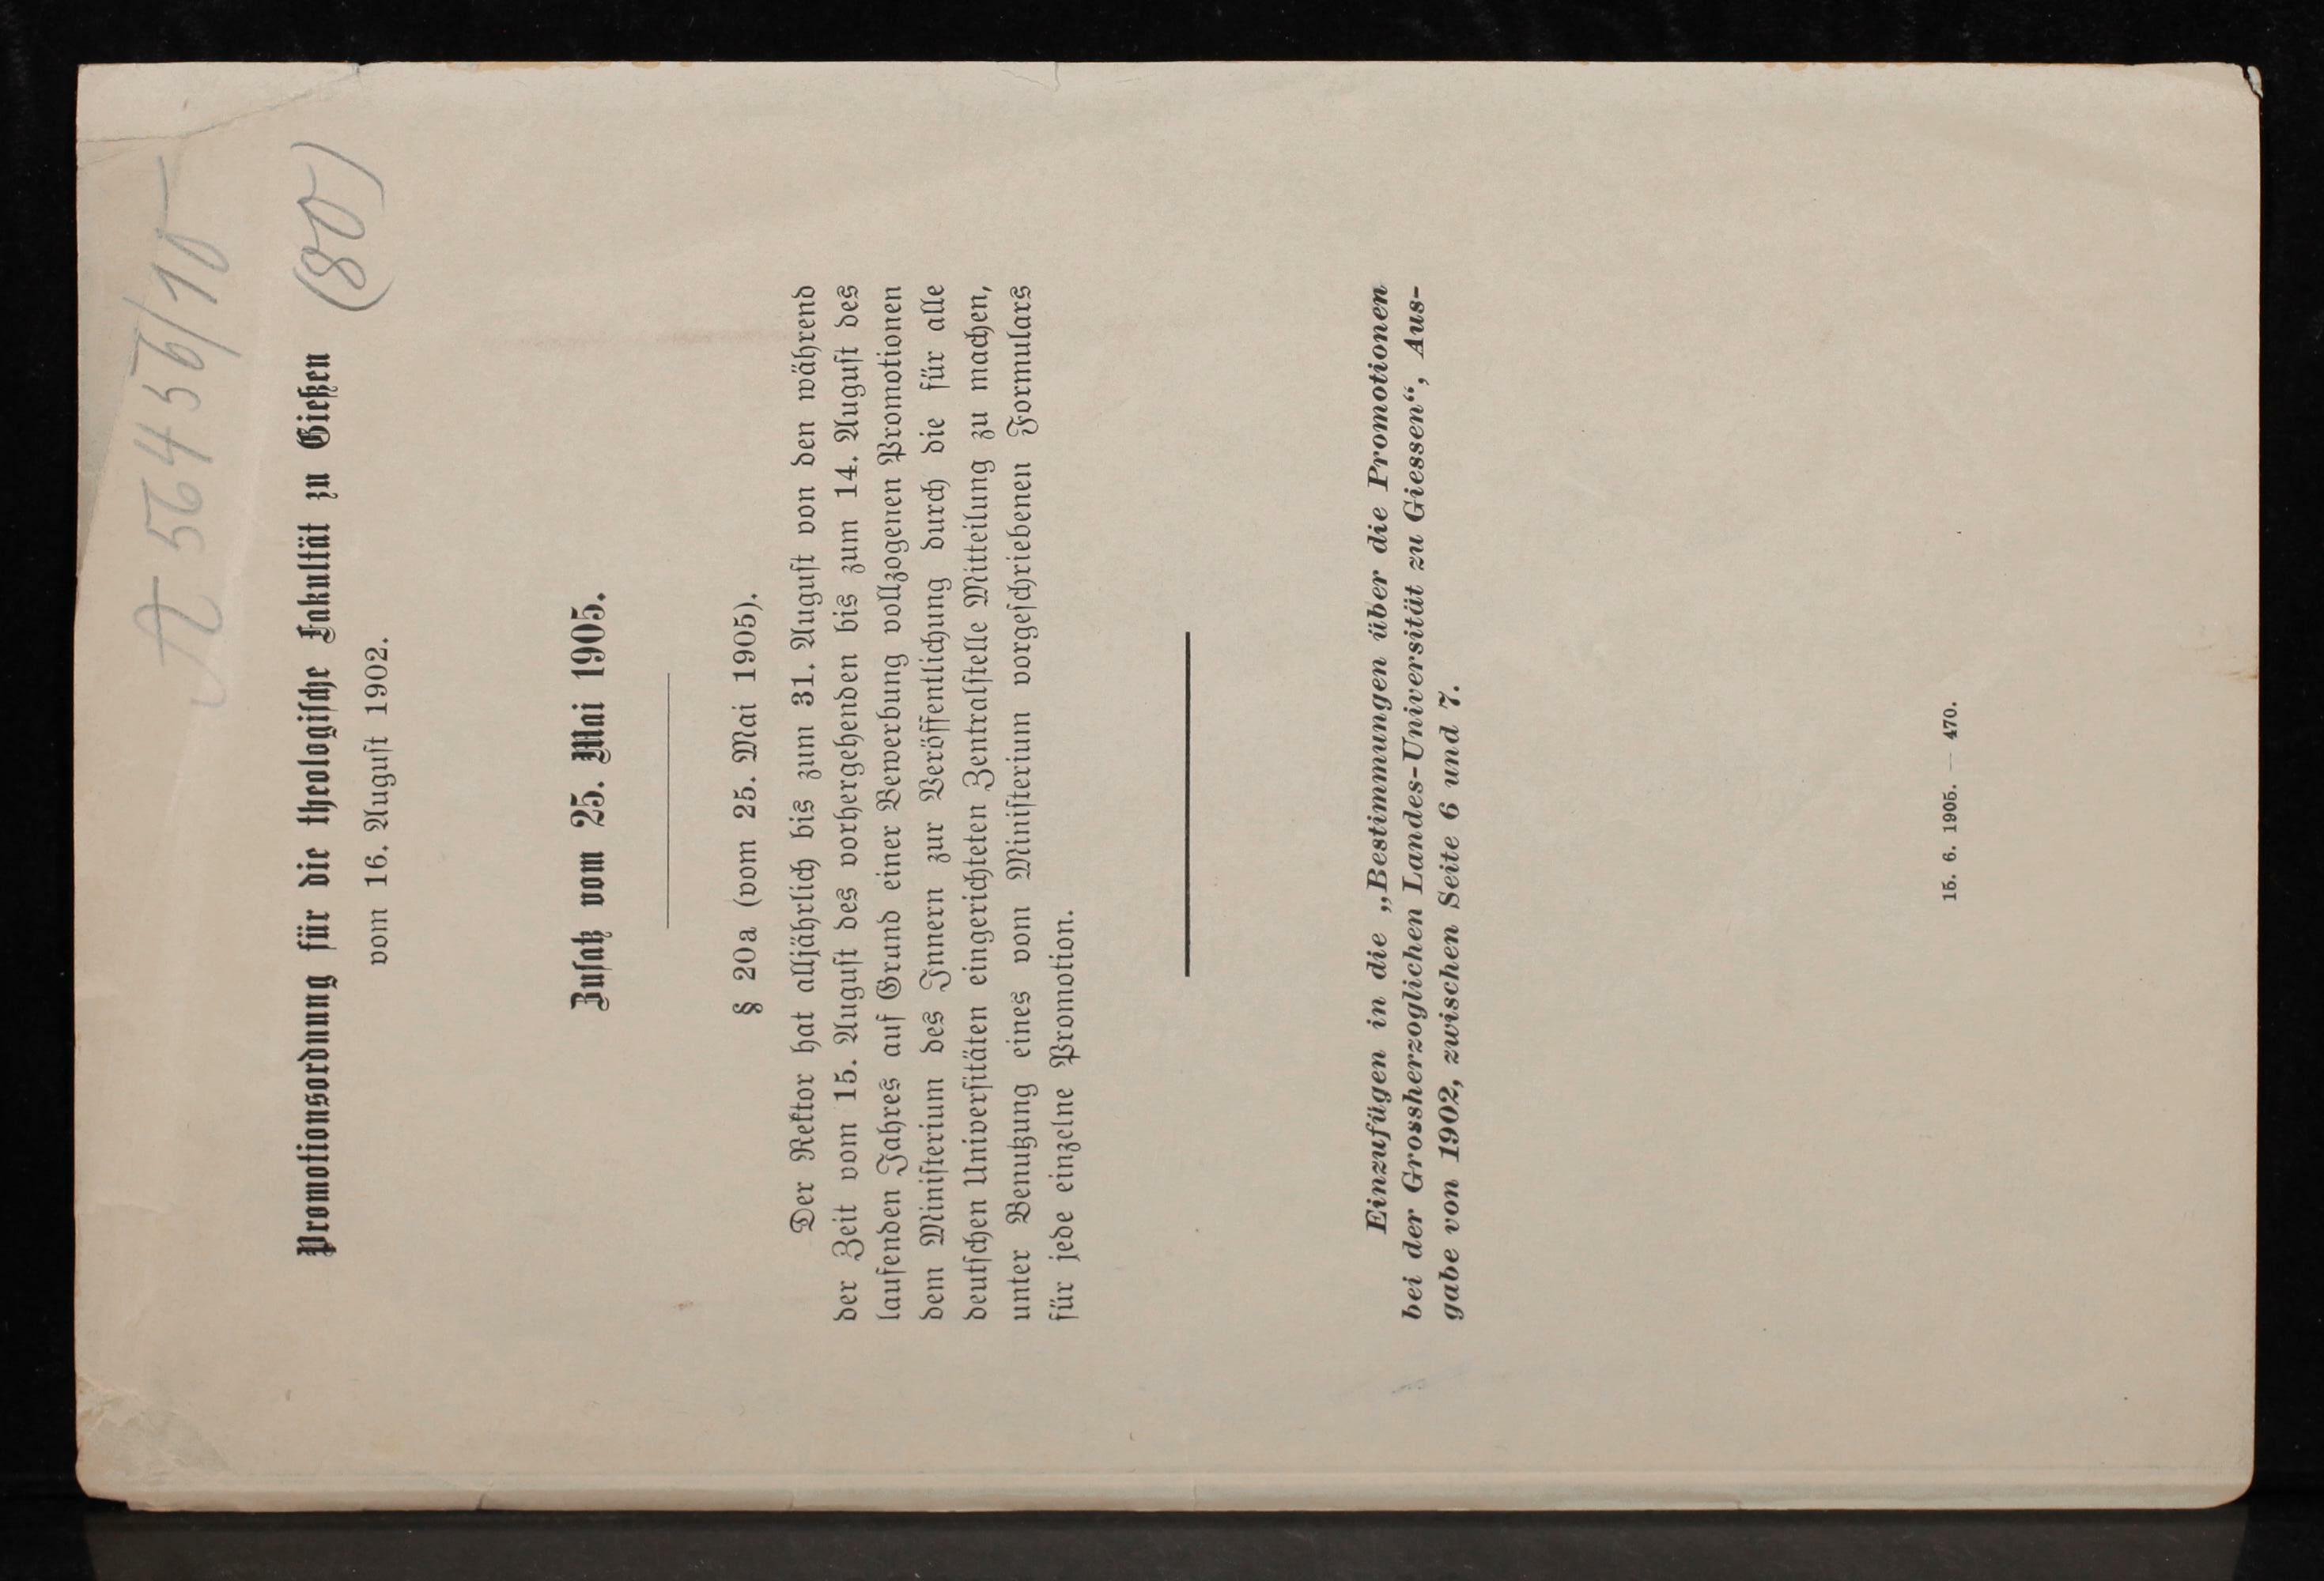 A 56456/10
(80)
Promotionsordnung für die theologische Fakultät zu Gießen
vom 16. August 1902.
Zusatz vom 25. Mai 1905.
§ 20a (vom 25. Mai 1905).
Der Rektor hat alljährlich bis zum 31. August von den während
der Zeit vom 15. August des vorhergehenden bis zum 14. August des
laufenden Jahres auf Grund einer Bewerbung vollzogenen Promotionen
dem Ministerium des Innern zur Veröffentlichung durch die für alle
deutschen Universitäten eingerichteten Zentralstelle Mitteilung zu machen,
unter Benutzung eines vom Ministerium vorgeschriebenen Formulars
für jede einzelne Promotion.
Einzufügen in die „Bestimmungen über die Promotionen
bei der Grossherzoglichen Landes-Universität zu Giessen“, Aus-
gabe von 1902, zwischen Seite 6 und 7.
15. 6. 1905. — 470.